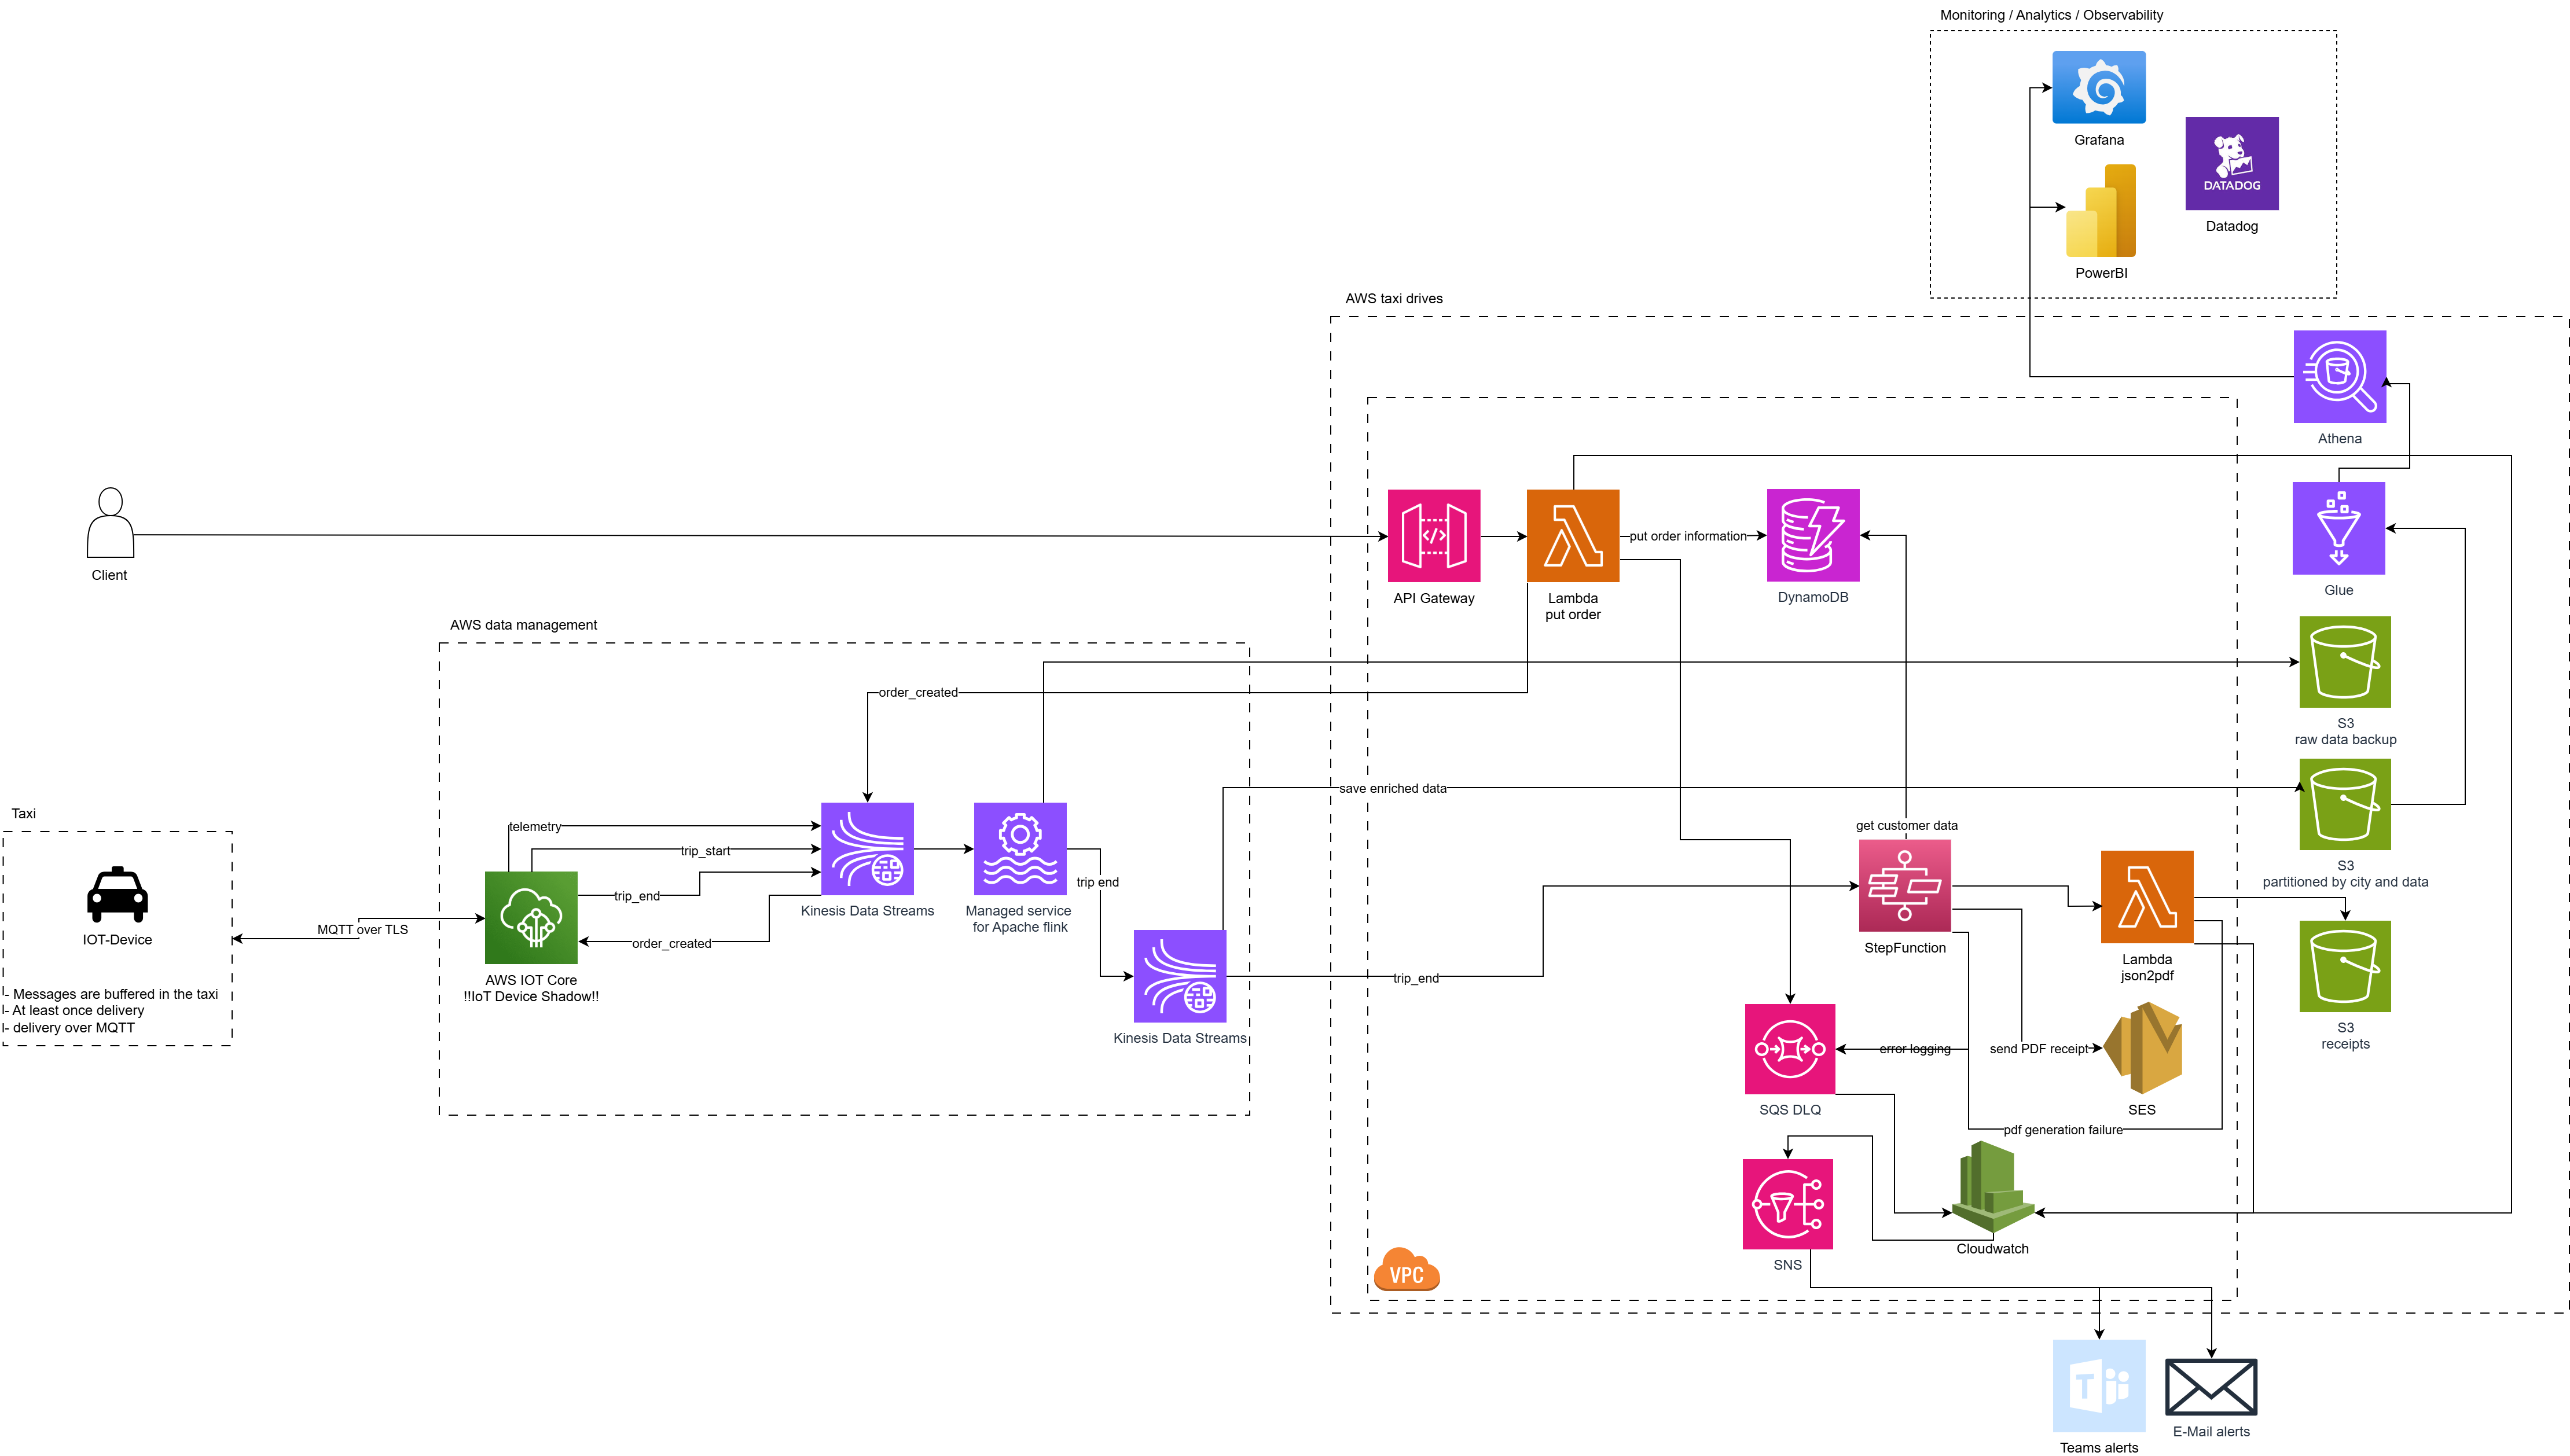 Monitoring / Analytics / Observability
Grafana
DATADOG
Datadog
PowerBI
AWS taxi drives
Athena
Client
API Gateway
Lambda
put order
put order information
DynamoDB
Glue
AWS data management
order_created
S3
raw data backup
save enriched data
Taxi
IOT-Device
- Messages are buffered in the taxi
- At least once delivery
- delivery over MQTT
MQTT over TLS
telemetry
trip_start
trip_end
order_created
AWS IOT Core
!!IoT Device Shadow!!
Kinesis Data Streams
Managed service
for Apache flink
trip end
Kinesis Data Streams
trip_end
get customer data
StepFunction
Lambda
json2pdf
S3
partitioned by city and data
S3
receipts
error logging
send PDF receipt
SQS DLQ
SES
pdf generation failure
SNS
Cloudwatch
VPC
Teams alerts
E-Mail alerts